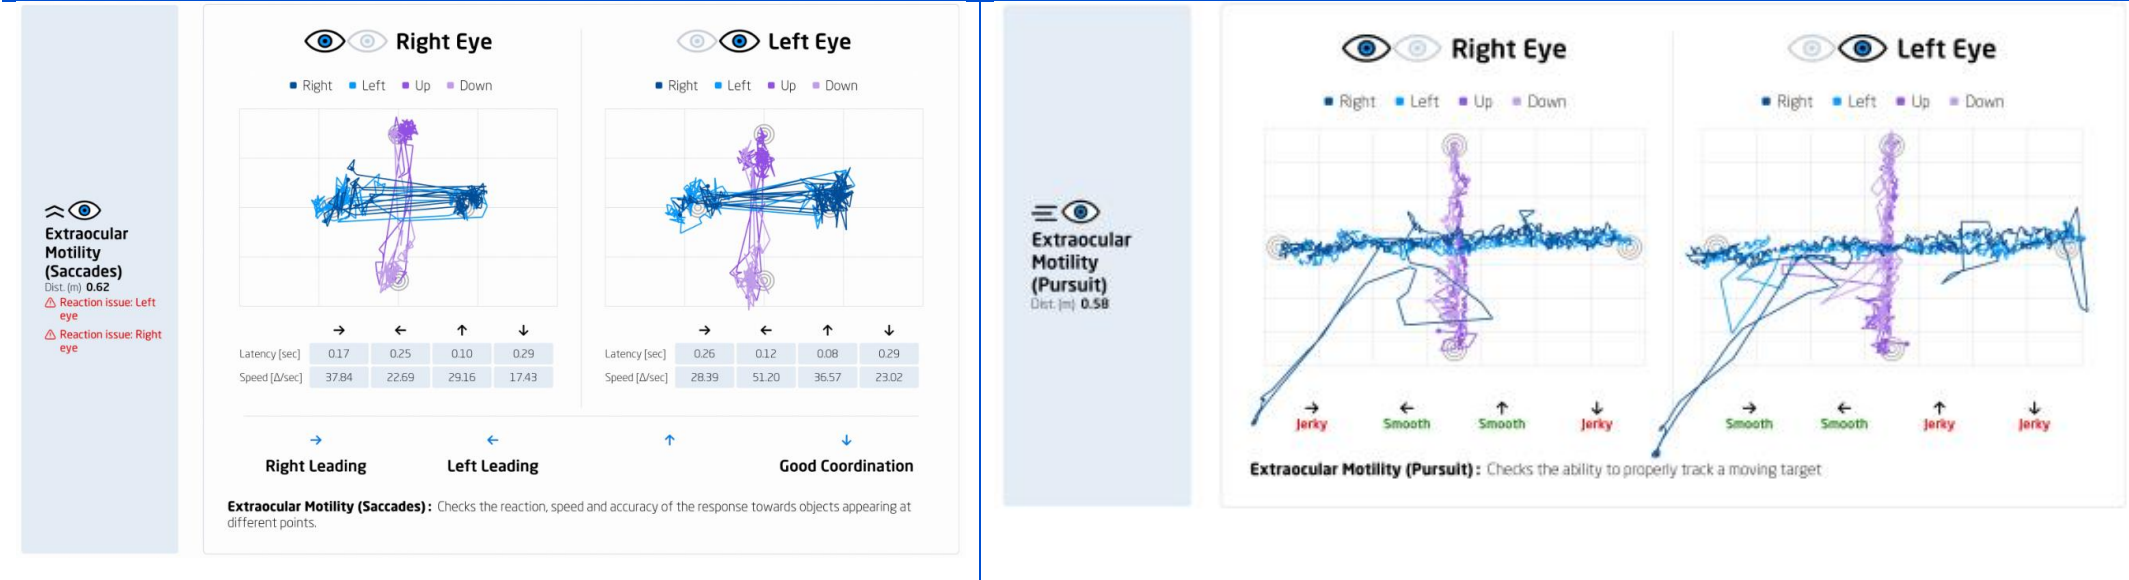 Right Eye
Right Left Up Down
Left Eye
Right Left Up Down
Extraocular
Motility
(Saccades)
Dist. (m) 0.62
Reaction issue: Left
eye
Reaction issue: Right
eye
→ ← ↑ ↓
Latency [sec] 0.17 0.25 0.10 0.29
Speed [Δ/sec] 37.84 22.69 29.16 17.43
→ ← ↑ ↓
Latency [sec] 0.26 0.12 0.08 0.29
Speed [Δ/sec] 28.39 51.20 36.57 23.02
→ ← ↑ ↓
Right Leading Left Leading Good Coordination
Extraocular Motility (Saccades): Checks the reaction, speed and accuracy of the response towards objects appearing at
different points.
Right Eye
Right Left Up Down
Left Eye
Right Left Up Down
Extraocular
Motility
(Pursuit)
Dist. (m) 0.58
→ ← ↑ ↓
Jerky Smooth Smooth Jerky
→ ← ↑ ↓
Smooth Smooth Jerky Jerky
Extraocular Motility (Pursuit): Checks the ability to properly track a moving target